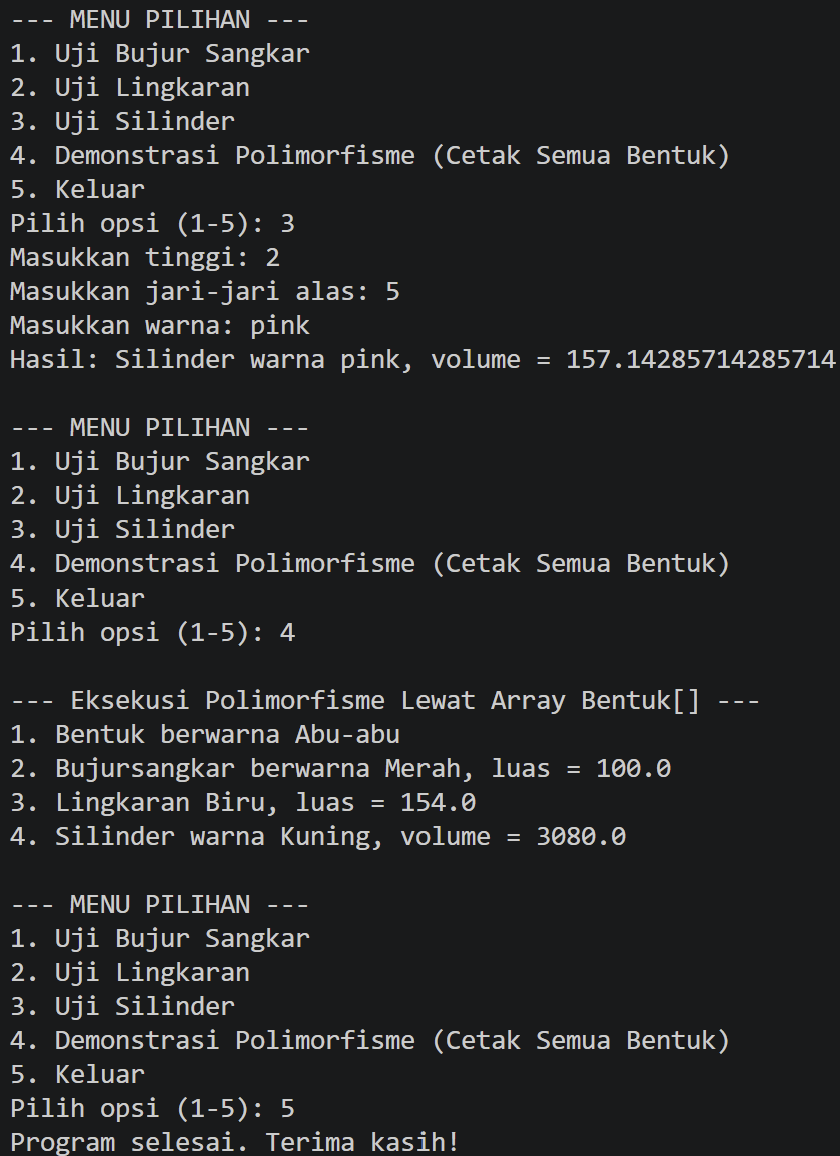 --- MENU PILIHAN ---
1. Uji Bujur Sangkar
2. Uji Lingkaran
3. Uji Silinder
4. Demonstrasi Polimorfisme (Cetak Semua Bentuk)
5. Keluar
Pilih opsi (1-5): 3
Masukkan tinggi: 2
Masukkan jari-jari alas: 5
Masukkan warna: pink
Hasil: Silinder warna pink, volume = 157.14285714285714

--- MENU PILIHAN ---
1. Uji Bujur Sangkar
2. Uji Lingkaran
3. Uji Silinder
4. Demonstrasi Polimorfisme (Cetak Semua Bentuk)
5. Keluar
Pilih opsi (1-5): 4

--- Eksekusi Polimorfisme Lewat Array Bentuk[] ---
1. Bentuk berwarna Abu-abu
2. Bujursangkar berwarna Merah, luas = 100.0
3. Lingkaran Biru, luas = 154.0
4. Silinder warna Kuning, volume = 3080.0

--- MENU PILIHAN ---
1. Uji Bujur Sangkar
2. Uji Lingkaran
3. Uji Silinder
4. Demonstrasi Polimorfisme (Cetak Semua Bentuk)
5. Keluar
Pilih opsi (1-5): 5
Program selesai. Terima kasih!